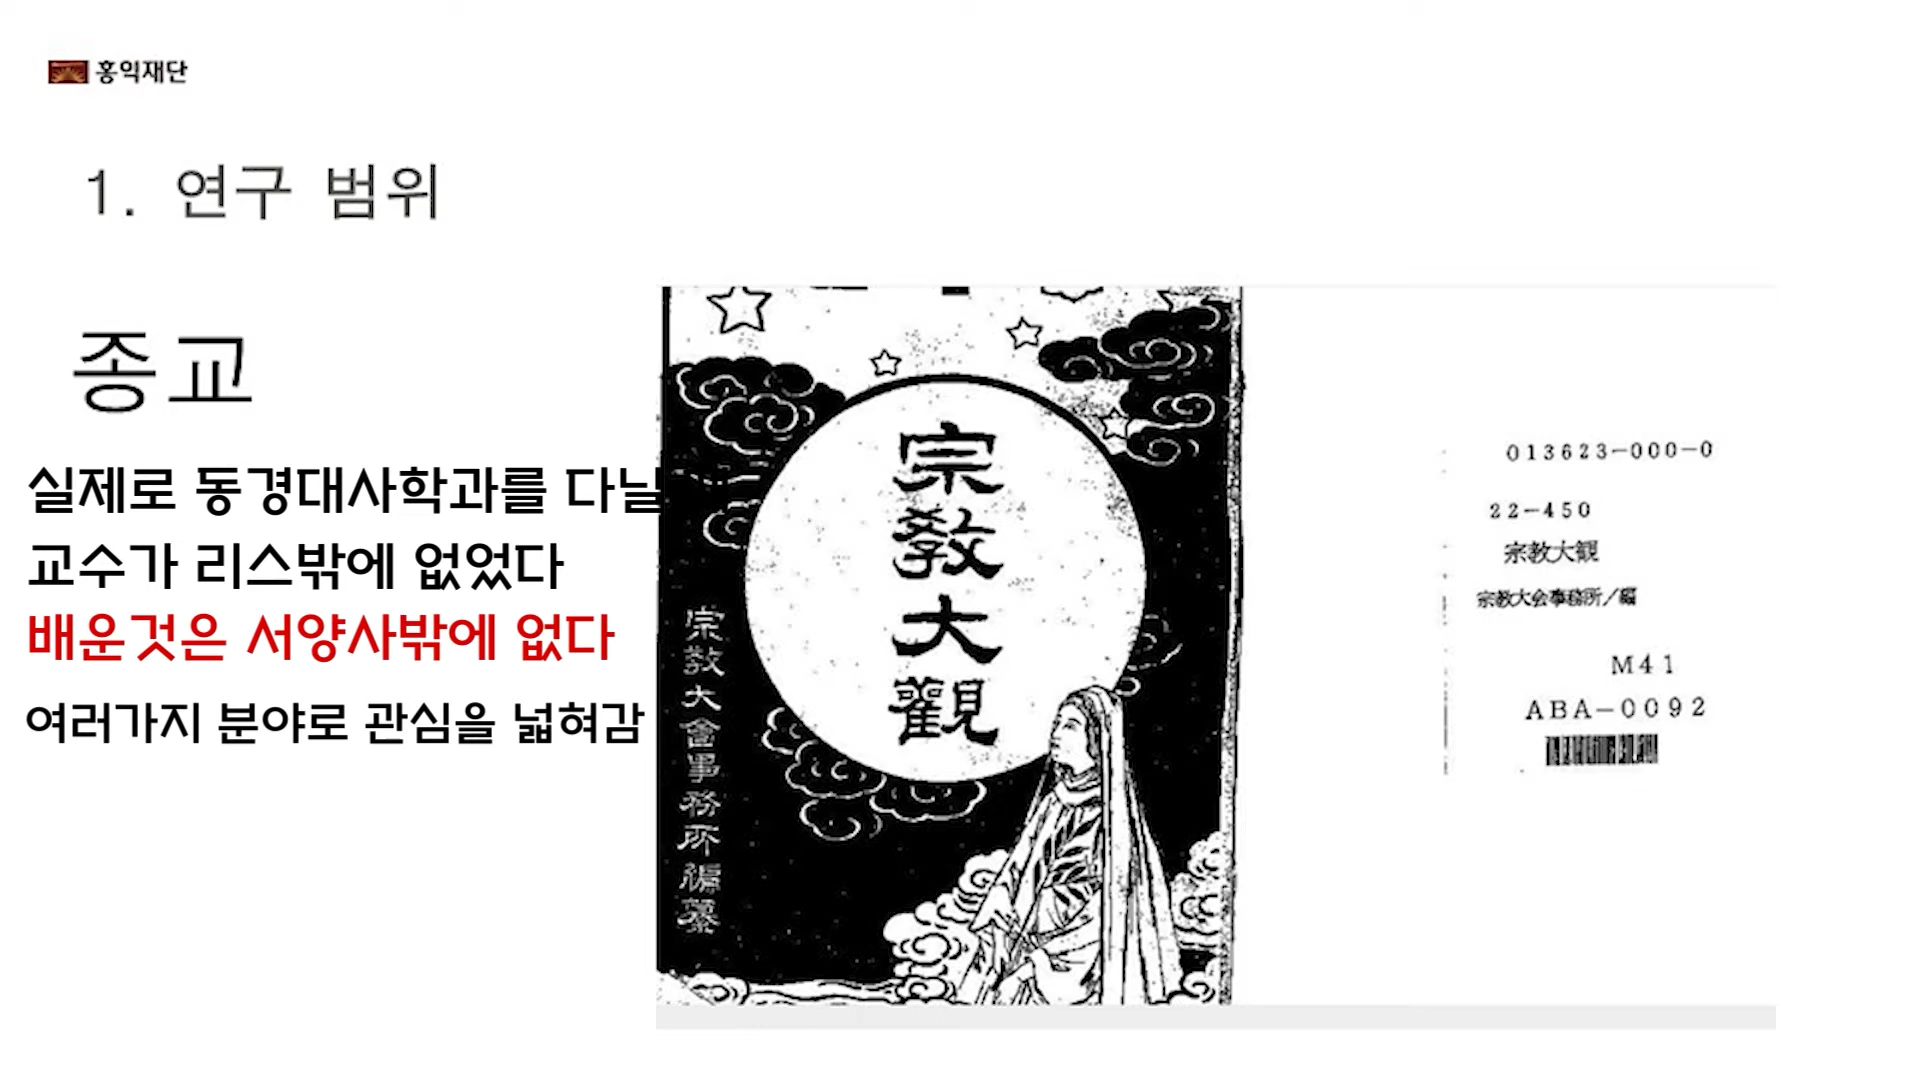 홍익재단
1. 연구 범위
종교
실제로 동경대사학과를 다닐
교수가 리스밖에 없었다
배운것은 서양사밖에 없다
여러가지 분야로 관심을 넓혀감
宗教大觀
宗教大會事務所編纂
013623-000-0
22-450
宗教大観
宗教大会事務所/編
M41
ABA-0092